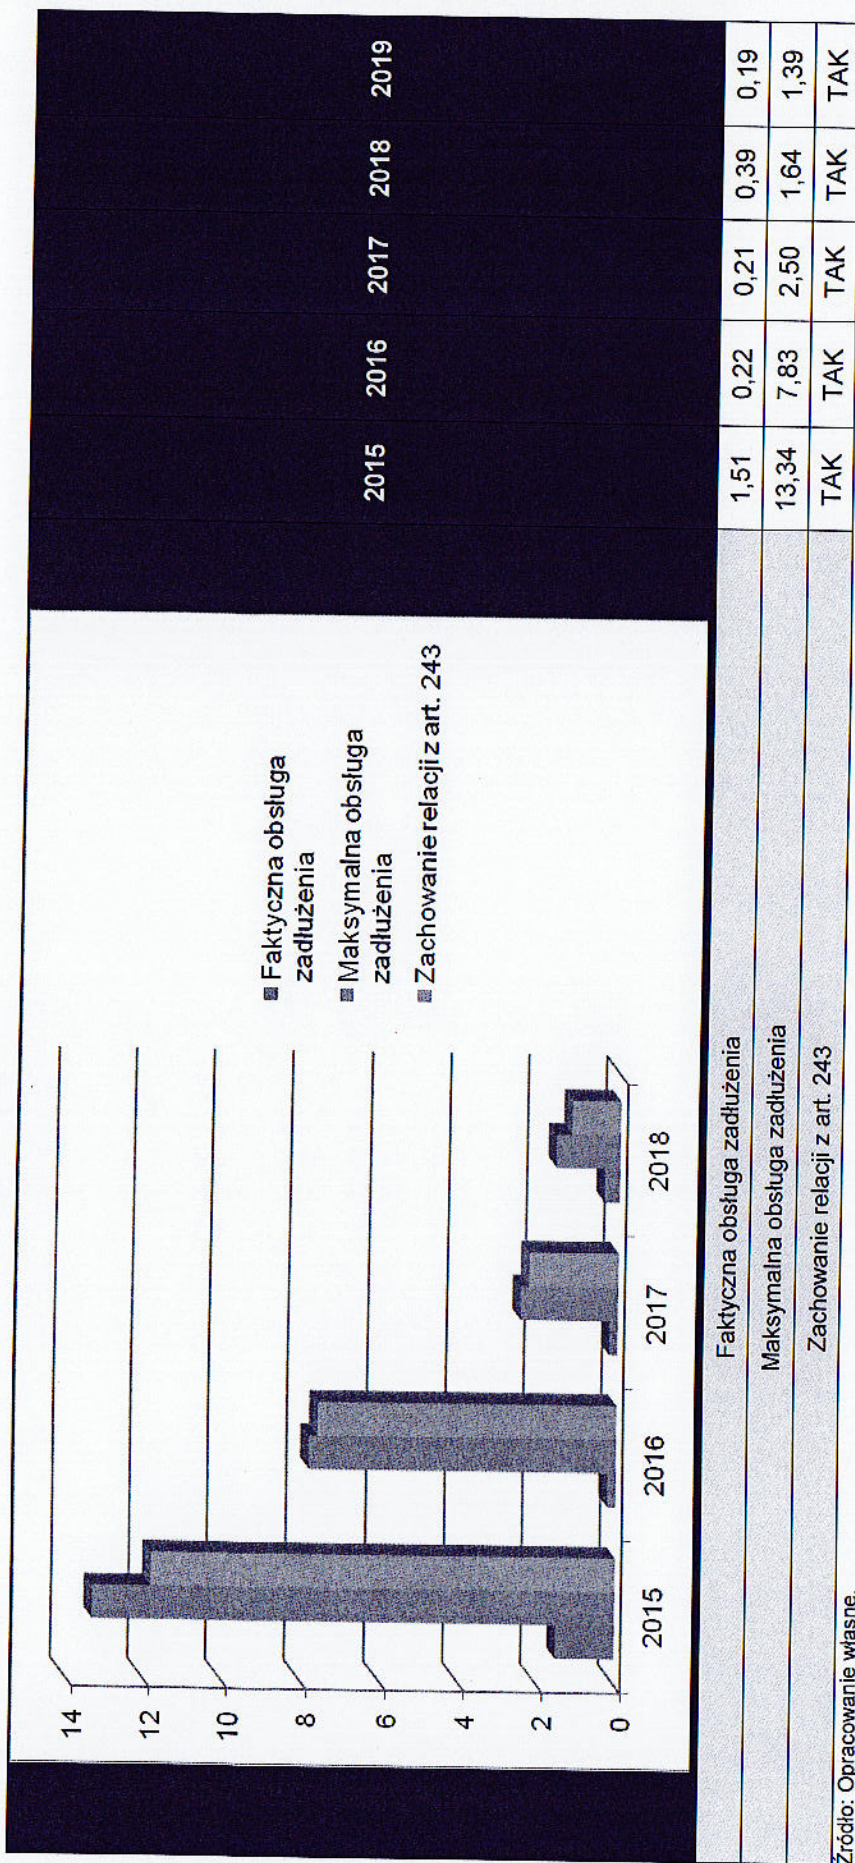 14
12
10
8
6
4
2
0
2015
2016
2017
2018
Faktyczna obsługa
zadłużenia
Maksymalna obsługa
zadłużenia
Zachowanie relacji z art. 243
2015 2016 2017 2018 2019
Faktyczna obsługa zadłużenia 1,51 0,22 0,21 0,39 0,19
Maksymalna obsługa zadłużenia 13,34 7,83 2,50 1,64 1,39
Zachowanie relacji z art. 243 TAK TAK TAK TAK TAK
Źródło: Opracowanie własne.